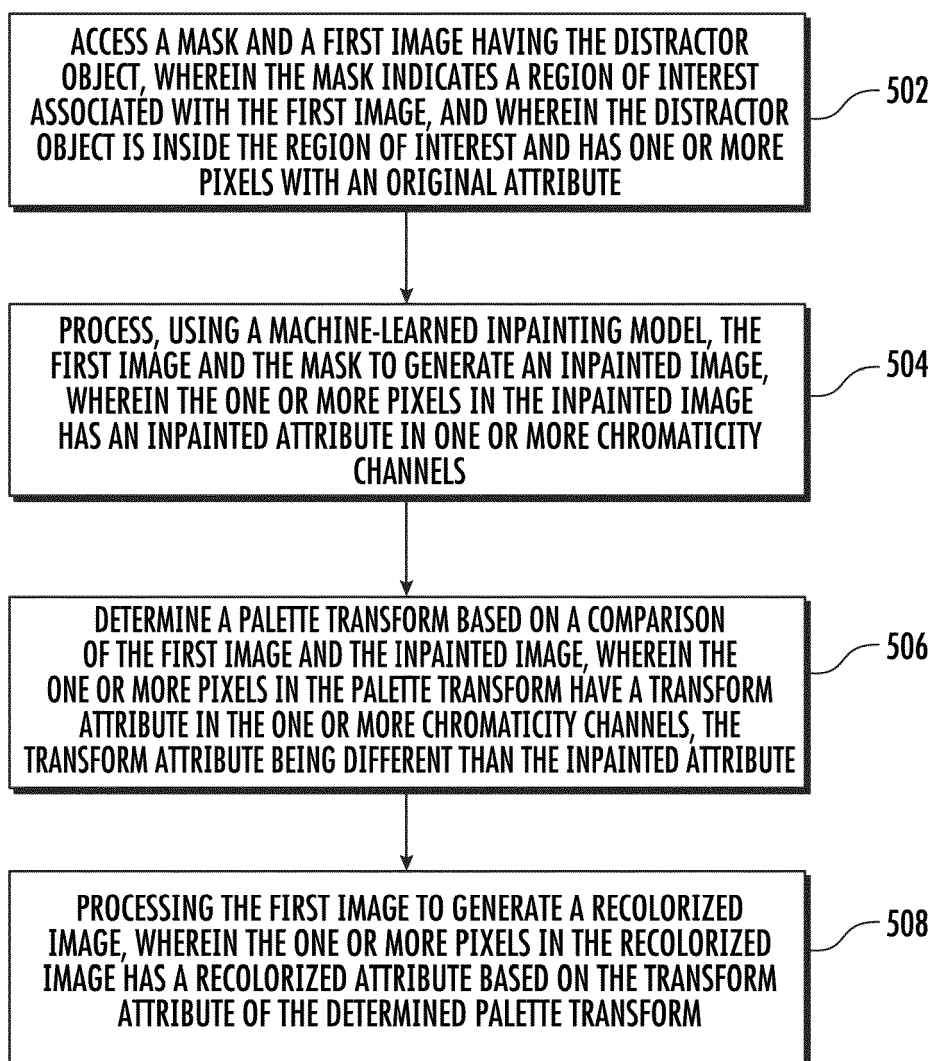 ACCESS A MASK AND A FIRST IMAGE HAVING THE DISTRACTOR
OBJECT, WHEREIN THE MASK INDICATES A REGION OF INTEREST
ASSOCIATED WITH THE FIRST IMAGE, AND WHEREIN THE DISTRACTOR
OBJECT IS INSIDE THE REGION OF INTEREST AND HAS ONE OR MORE
PIXELS WITH AN ORIGINAL ATTRIBUTE
502
PROCESS, USING A MACHINE-LEARNED INPAINTING MODEL, THE
FIRST IMAGE AND THE MASK TO GENERATE AN INPAINTED IMAGE,
WHEREIN THE ONE OR MORE PIXELS IN THE INPAINTED IMAGE
HAS AN INPAINTED ATTRIBUTE IN ONE OR MORE CHROMATICITY
CHANNELS
504
DETERMINE A PALETTE TRANSFORM BASED ON A COMPARISON
OF THE FIRST IMAGE AND THE INPAINTED IMAGE, WHEREIN THE
ONE OR MORE PIXELS IN THE PALETTE TRANSFORM HAVE A TRANSFORM
ATTRIBUTE IN THE ONE OR MORE CHROMATICITY CHANNELS, THE
TRANSFORM ATTRIBUTE BEING DIFFERENT THAN THE INPAINTED ATTRIBUTE
506
PROCESSING THE FIRST IMAGE TO GENERATE A RECOLORIZED
IMAGE, WHEREIN THE ONE OR MORE PIXELS IN THE RECOLORIZED
IMAGE HAS A RECOLORIZED ATTRIBUTE BASED ON THE TRANSFORM
ATTRIBUTE OF THE DETERMINED PALETTE TRANSFORM
508